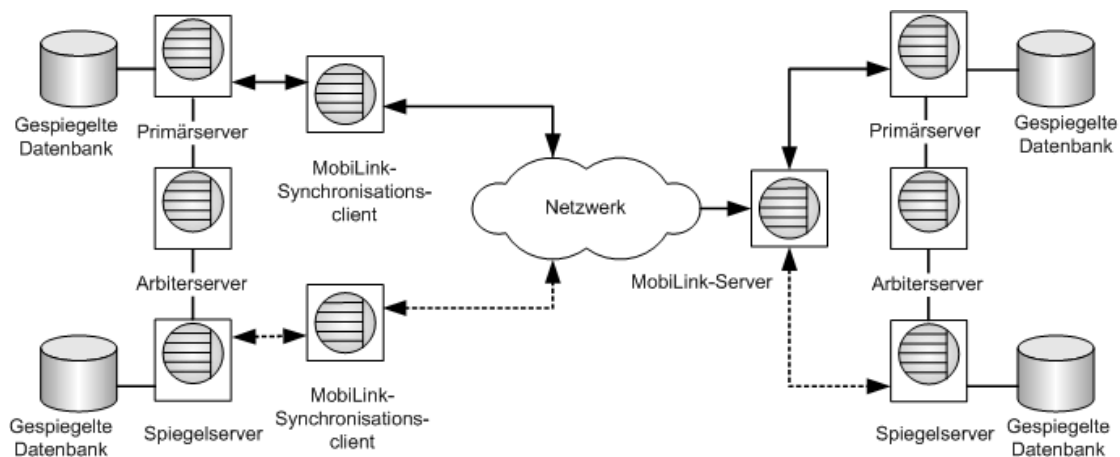 Gespiegelte
Datenbank
Primärserver
MobiLink-
Synchronisations-
client
Arbiterserver
Gespiegelte
Datenbank
Spiegelserver
MobiLink-
Synchronisations-
client
Netzwerk
MobiLink-Server
Primärserver
Gespiegelte
Datenbank
Arbiterserver
Spiegelserver
Gespiegelte
Datenbank